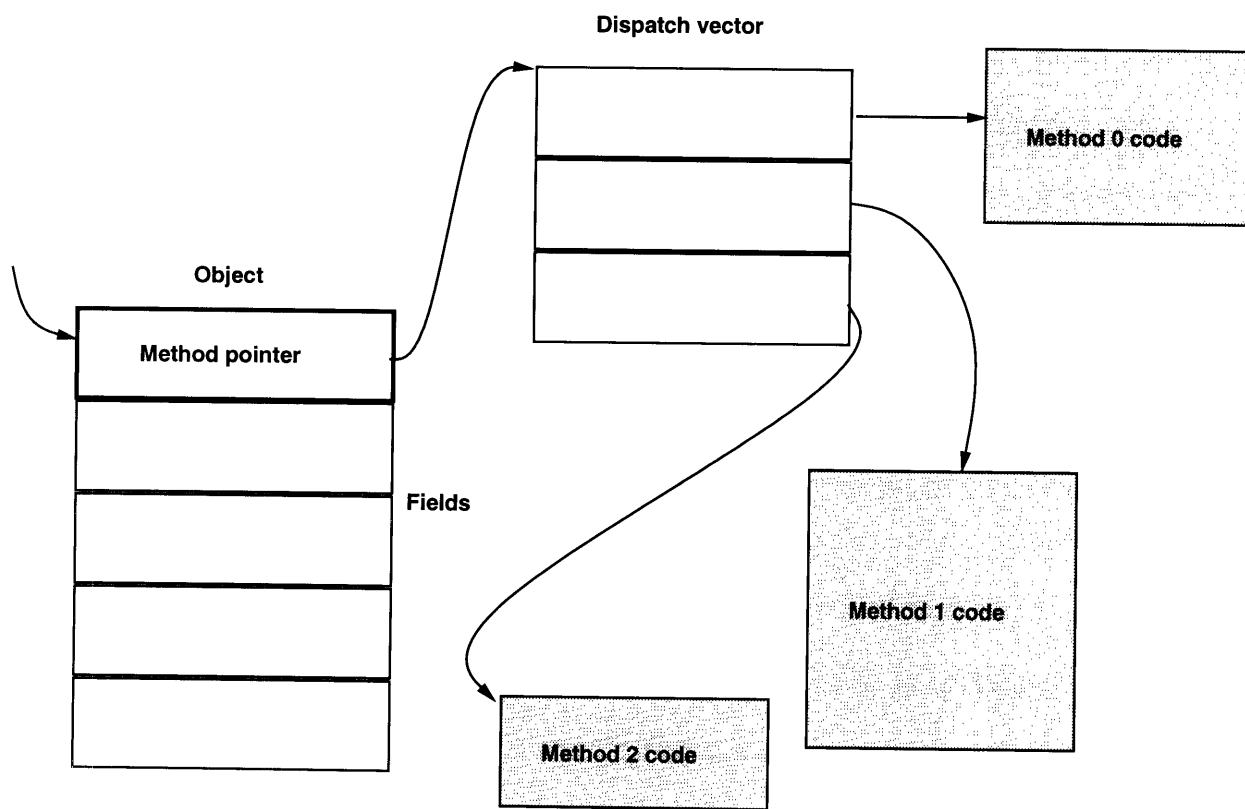 Dispatch vector
Method 0 code
Object
Method pointer
Fields
Method 1 code
Method 2 code